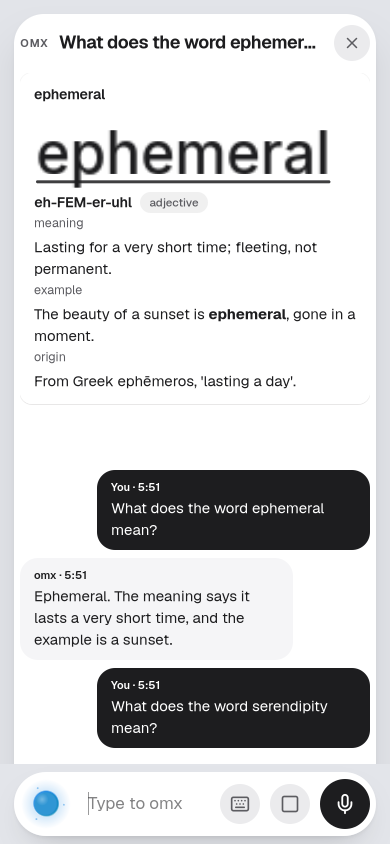 OMX What does the word ephemer...
ephemeral
ephemeral
eh-FEM-er-uhl adjective
meaning
Lasting for a very short time; fleeting, not
permanent.
example
The beauty of a sunset is ephemeral, gone in a
moment.
origin
From Greek ephēmeros, 'lasting a day'.
You · 5:51
What does the word ephemeral
mean?
omx · 5:51
Ephemeral. The meaning says it
lasts a very short time, and the
example is a sunset.
You · 5:51
What does the word serendipity
mean?
Type to omx